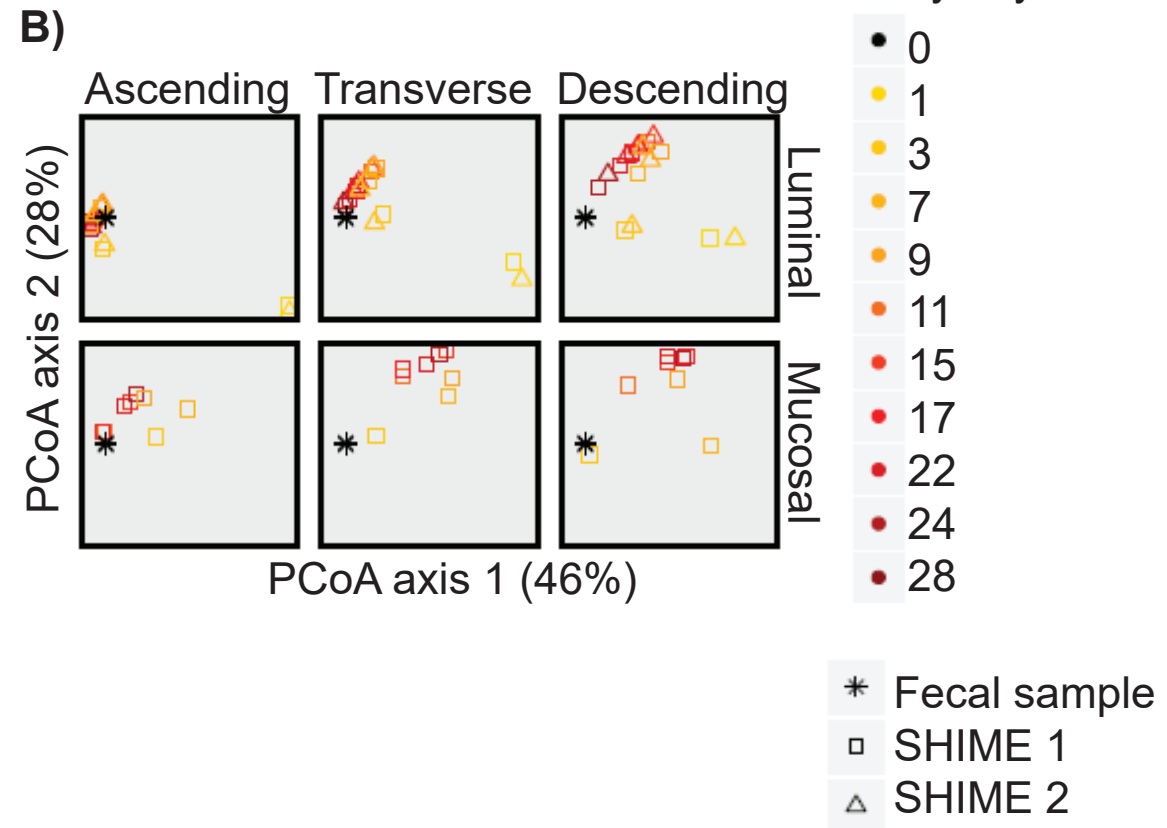 B)
Ascending Transverse Descending
PCoA axis 2 (28%)
Luminal
Mucosal
PCoA axis 1 (46%)
0
1
3
7
9
11
15
17
22
24
28
Fecal sample
SHIME 1
SHIME 2